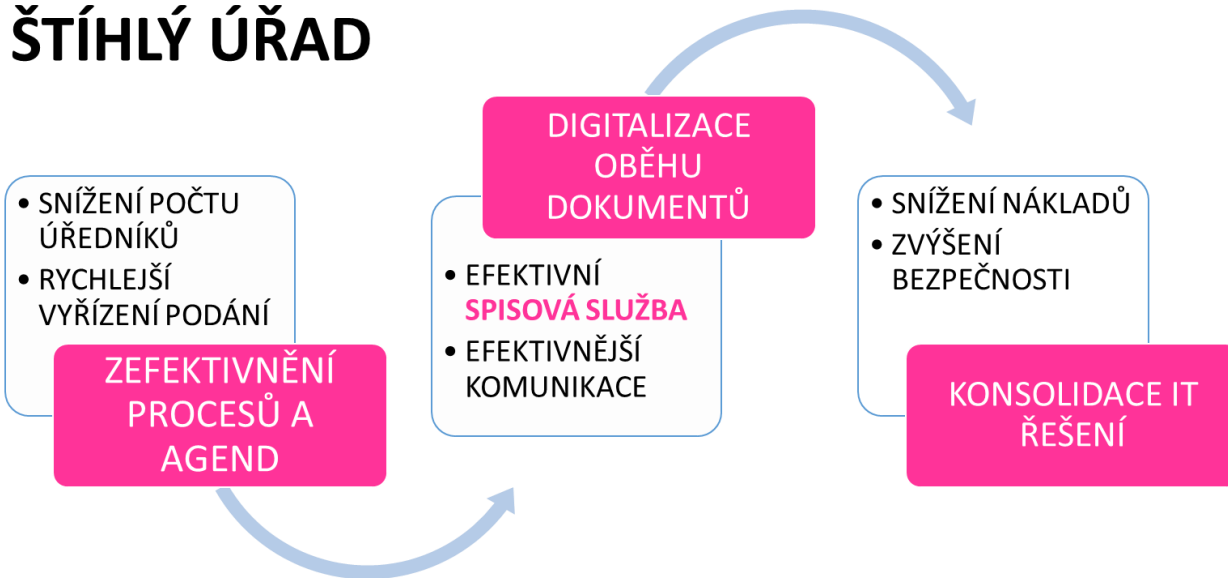 ŠTÍHLÝ ÚŘAD
• SNÍŽENÍ POČTU
ÚŘEDNÍKŮ
• RYCHLEJŠÍ
VYŘÍZENÍ PODÁNÍ
ZEFEKTIVNĚNÍ
PROCESŮ A
AGEND
DIGITALIZACE
OBĚHU
DOKUMENTŮ
• EFEKTIVNÍ
SPISOVÁ SLUŽBA
• EFEKTIVNĚJŠÍ
KOMUNIKACE
• SNÍŽENÍ NÁKLADŮ
• ZVÝŠENÍ
BEZPEČNOSTI
KONSOLIDACE IT
ŘEŠENÍ